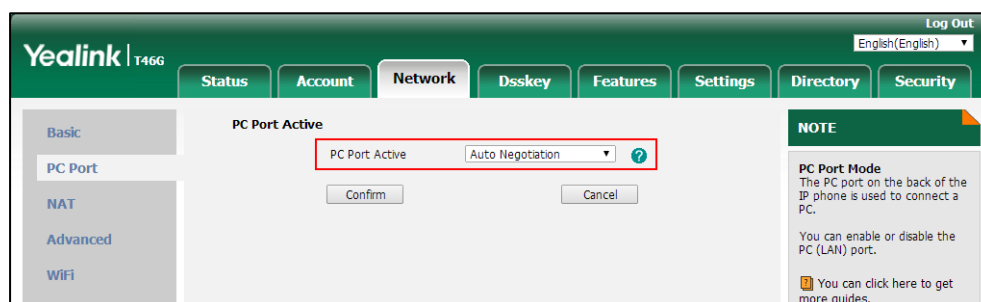 Log Out
Yealink | T46G
English(English)
Status Account Network Dsskey Features Settings Directory Security
Basic
PC Port
NAT
Advanced
WiFi
PC Port Active
PC Port Active Auto Negotiation ?
Confirm Cancel
NOTE
PC Port Mode
The PC port on the back of the
IP phone is used to connect a
PC.
You can enable or disable the
PC (LAN) port.
? You can click here to get
more guides.